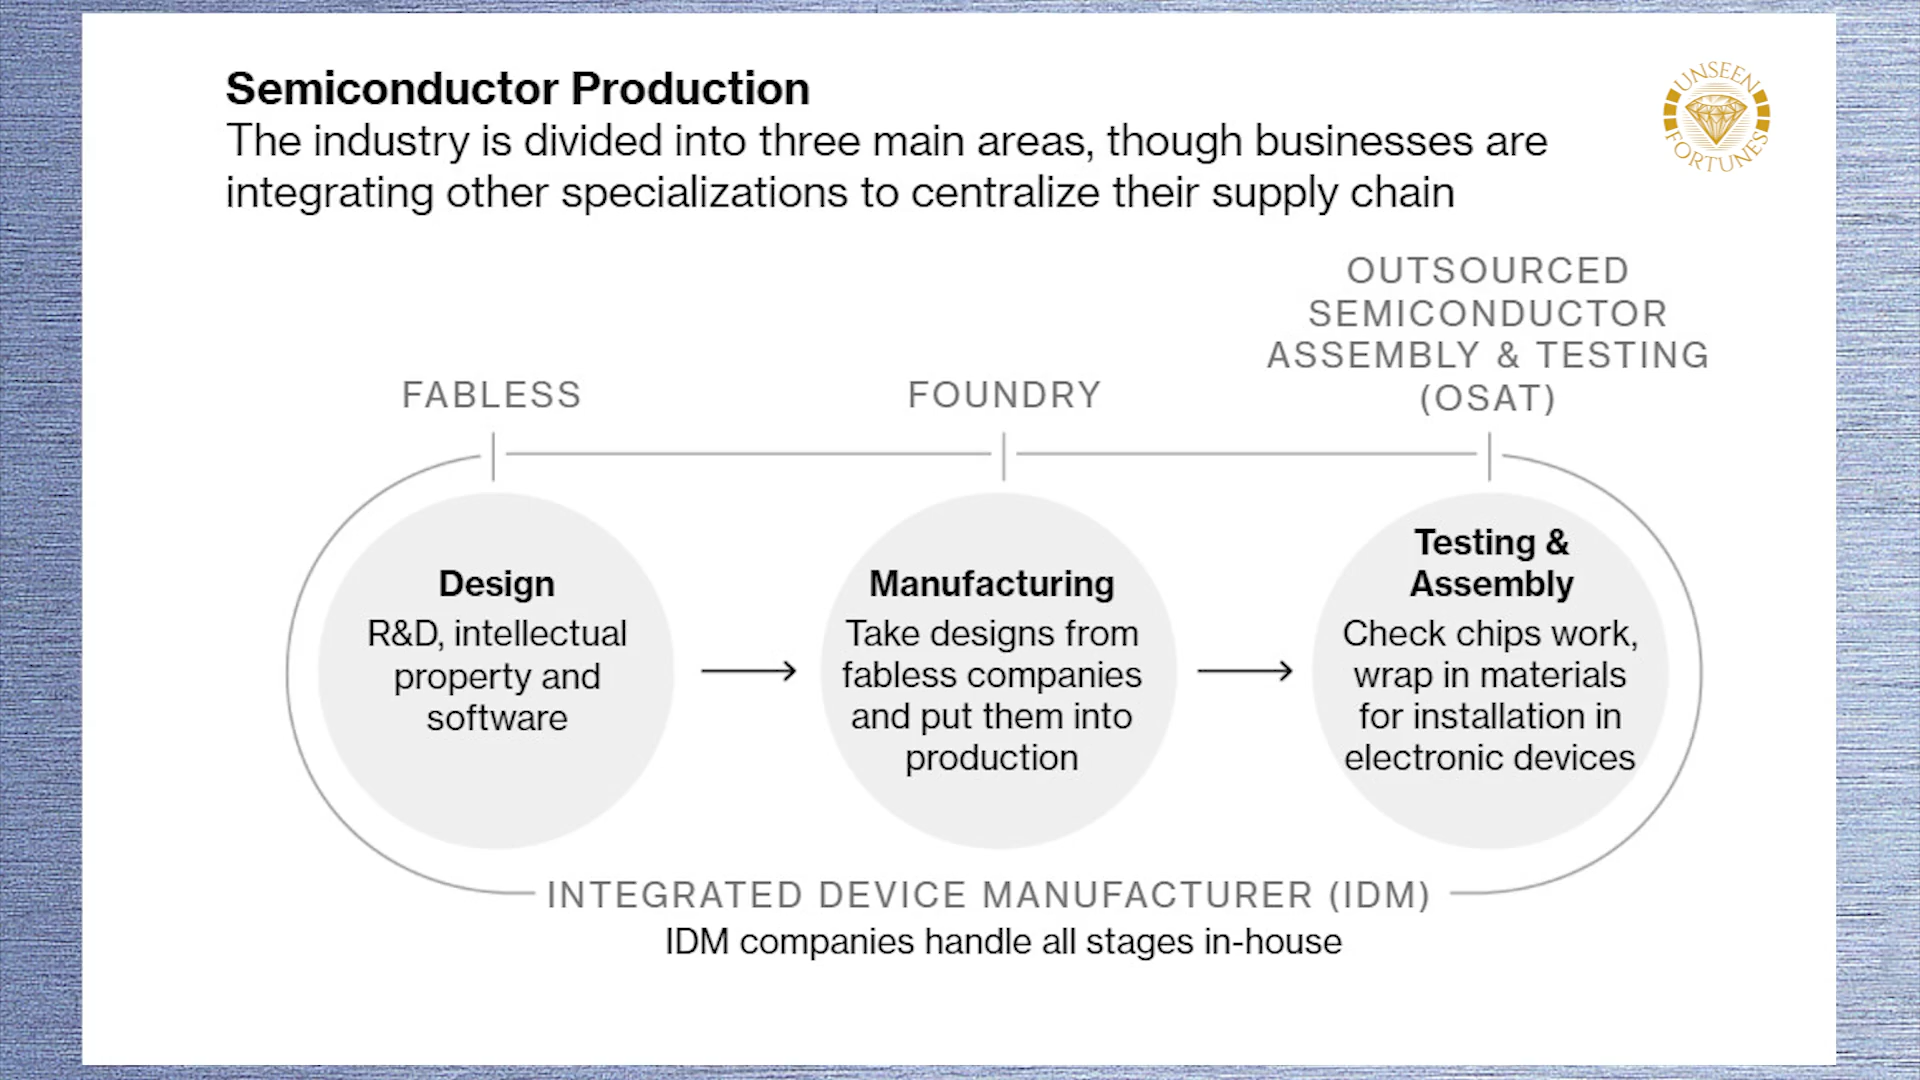 Semiconductor Production
The industry is divided into three main areas, though businesses are
integrating other specializations to centralize their supply chain
UNSEEN
FORTUNES
FABLESS
FOUNDRY
OUTSOURCED
SEMICONDUCTOR
ASSEMBLY & TESTING
(OSAT)
Design
R&D, intellectual
property and
software
Manufacturing
Take designs from
fabless companies
and put them into
production
Testing &
Assembly
Check chips work,
wrap in materials
for installation in
electronic devices
INTEGRATED DEVICE MANUFACTURER (IDM)
IDM companies handle all stages in-house